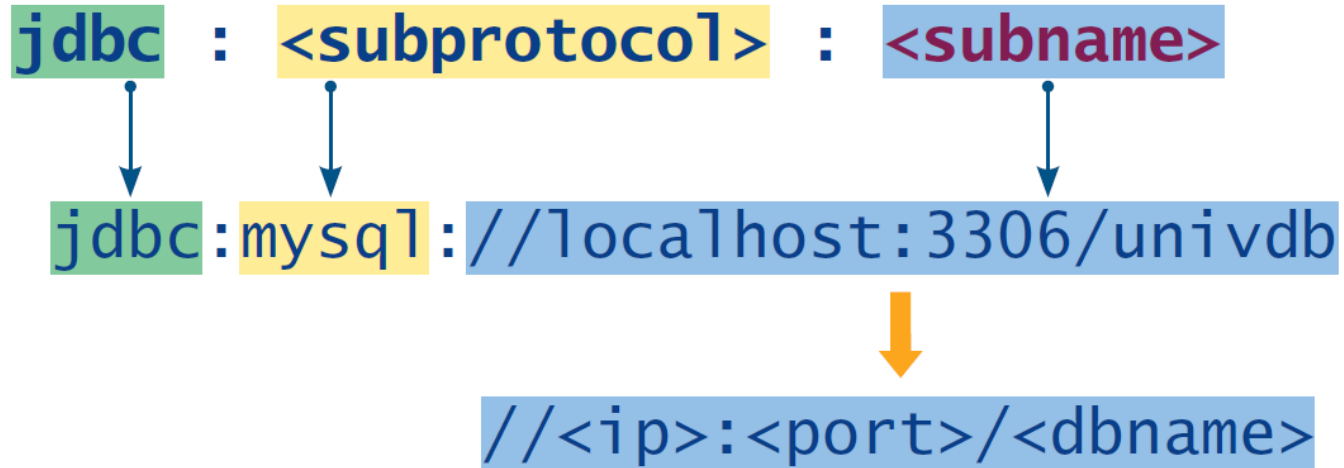 jdbc : <subprotocol> : <subname>
jdbc:mysql://localhost:3306/univdb
//<ip>:<port>/<dbname>